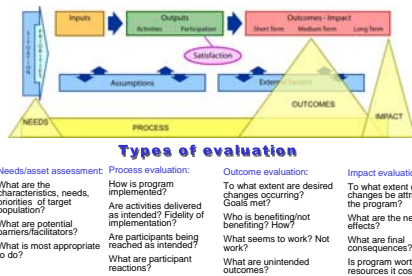 Inputs
Outputs
Activities Participation
Outcomes - Impact
Short Term Medium Term Long Term
SITUATION
PRIORITIES
Satisfaction
Assumptions
External
OUTCOMES
IMPACT
NEEDS
PROCESS
Types of evaluation
Needs/asset assessment:
What are the
characteristics, needs,
priorities of target
population?
What are potential
barriers/facilitators?
What is most appropriate
to do?
Process evaluation:
How is program
implemented?
Are activities delivered
as intended? Fidelity of
implementation?
Are participants being
reached as intended?
What are participant
reactions?
Outcome evaluation:
To what extent are desired
changes occurring?
Goals met?
Who is benefiting/not
benefiting? How?
What seems to work? Not
work?
What are unintended
outcomes?
Impact evaluati
To what extent c
changes be attri
the program?
What are the ne
effects?
What are final
consequences?
Is program wort
resources it cos